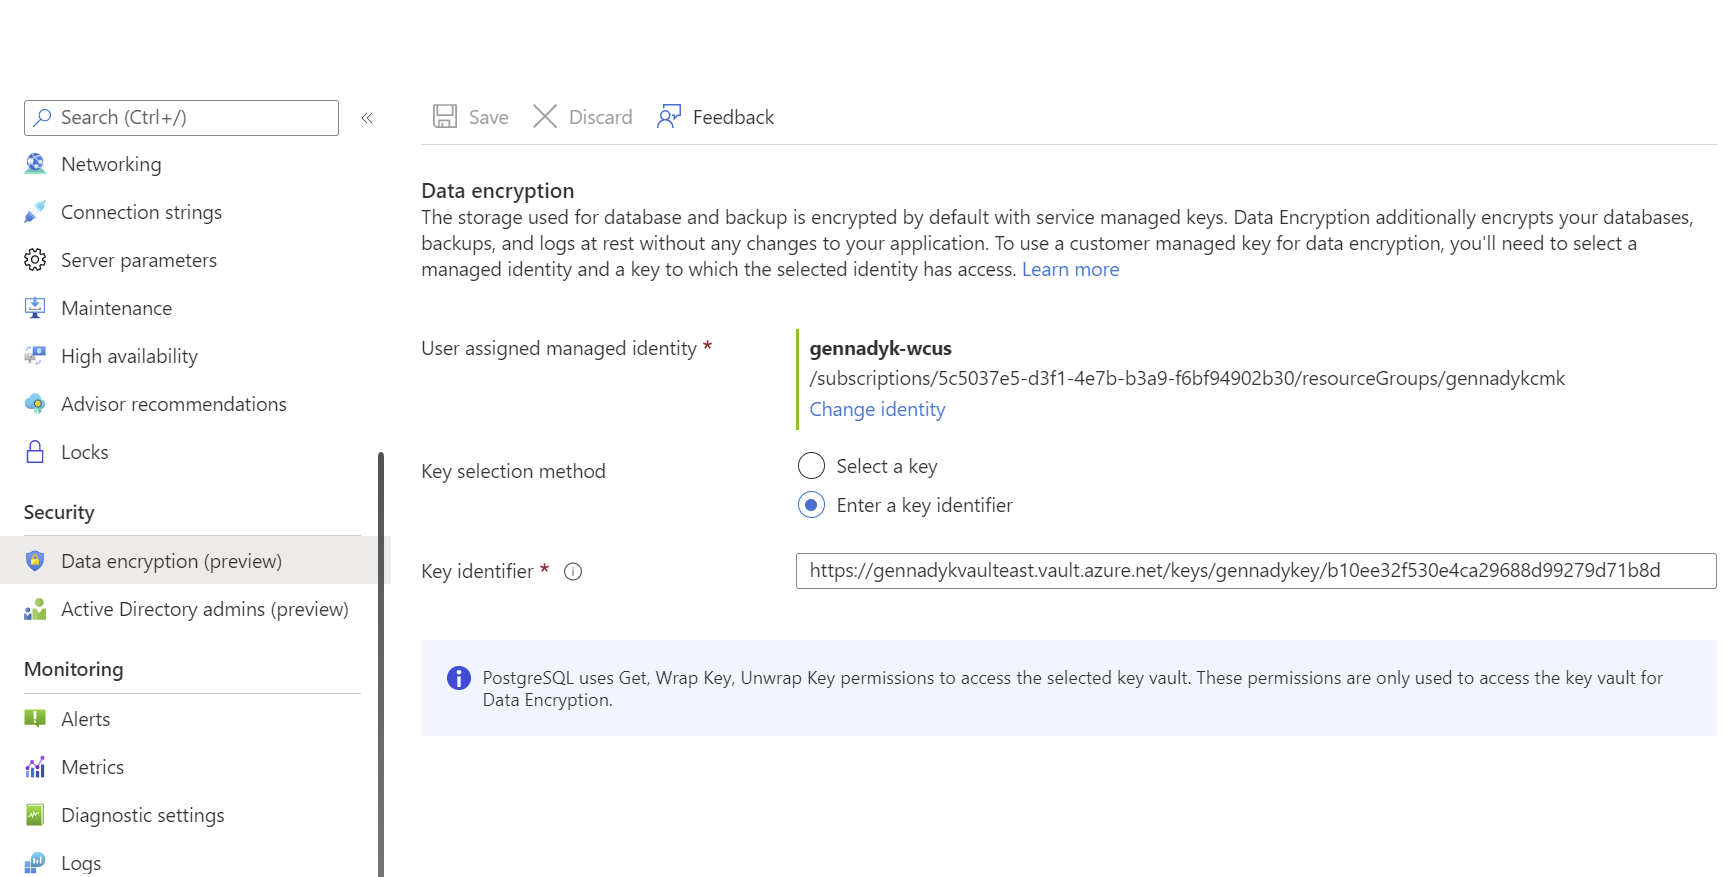 Search (Ctrl+/)
«
Networking
Connection strings
Server parameters
Maintenance
High availability
Advisor recommendations
Locks
Security
Data encryption (preview)
Active Directory admins (preview)
Monitoring
Alerts
Metrics
Diagnostic settings
Logs
Save Discard Feedback
Data encryption
The storage used for database and backup is encrypted by default with service managed keys. Data Encryption additionally encrypts your databases,
backups, and logs at rest without any changes to your application. To use a customer managed key for data encryption, you'll need to select a
managed identity and a key to which the selected identity has access. Learn more
User assigned managed identity *
gennadyk-wcus
/subscriptions/5c5037e5-d3f1-4e7b-b3a9-f6bf94902b30/resourceGroups/gennadykcmk
Change identity
Key selection method
Select a key
Enter a key identifier
Key identifier *
https://gennadykvaulteast.vault.azure.net/keys/gennadykey/b10ee32f530e4ca29688d99279d71b8d
PostgreSQL uses Get, Wrap Key, Unwrap Key permissions to access the selected key vault. These permissions are only used to access the key vault for
Data Encryption.